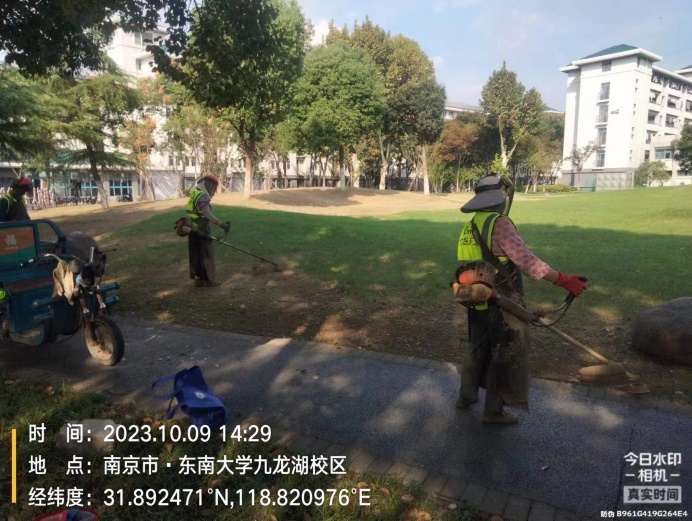 时 间：2023.10.09 14:29
地 点：南京市·东南大学九龙湖校区
经纬度：31.892471°N,118.820976°E
今日水印
-相机-
真实时间
防伪 B961G419G264E4